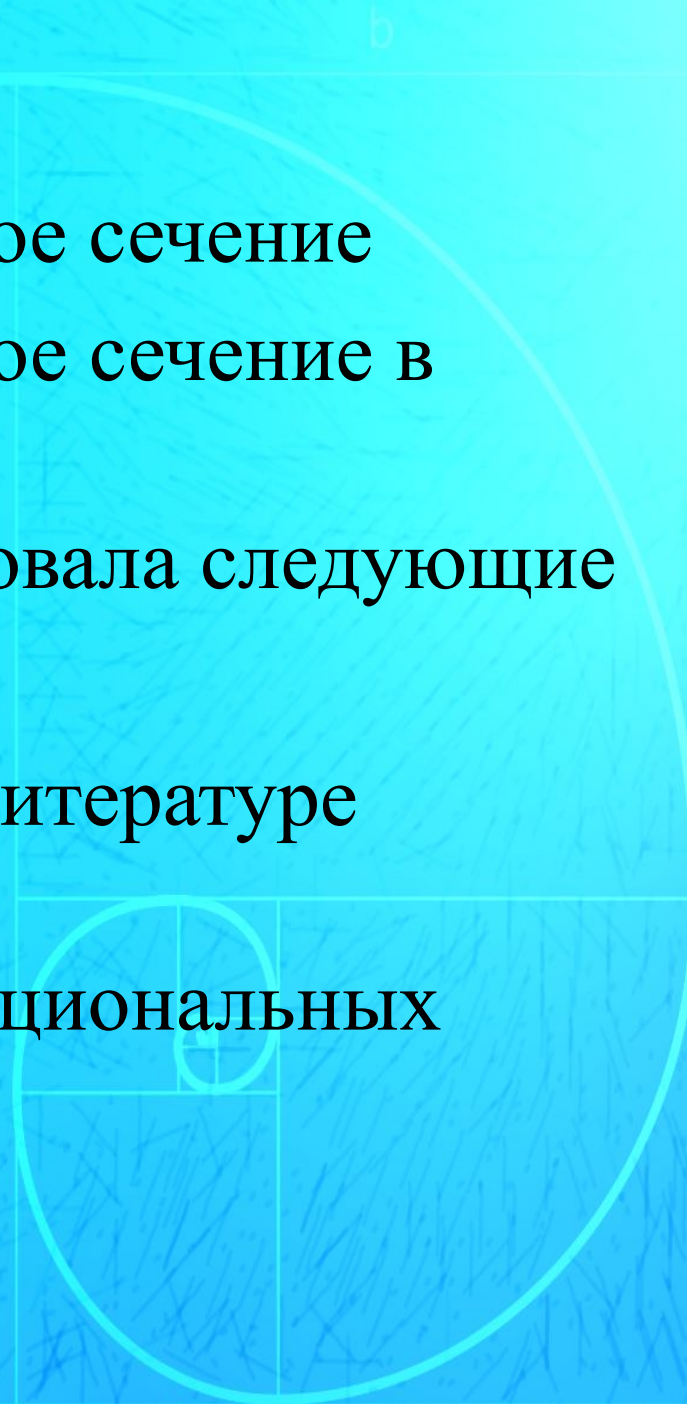 b
ое сечение
ое сечение в
овала следующие
итературе
циональных